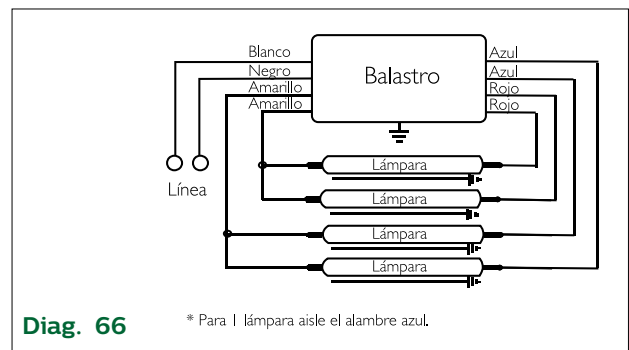 Blanco
Negro
Amarillo
Amarillo
Balastro
Azul
Azul
Rojo
Rojo
Línea
Lámpara
Lámpara
Lámpara
Lámpara
Diag. 66
* Para 1 lámpara aisle el alambre azul.